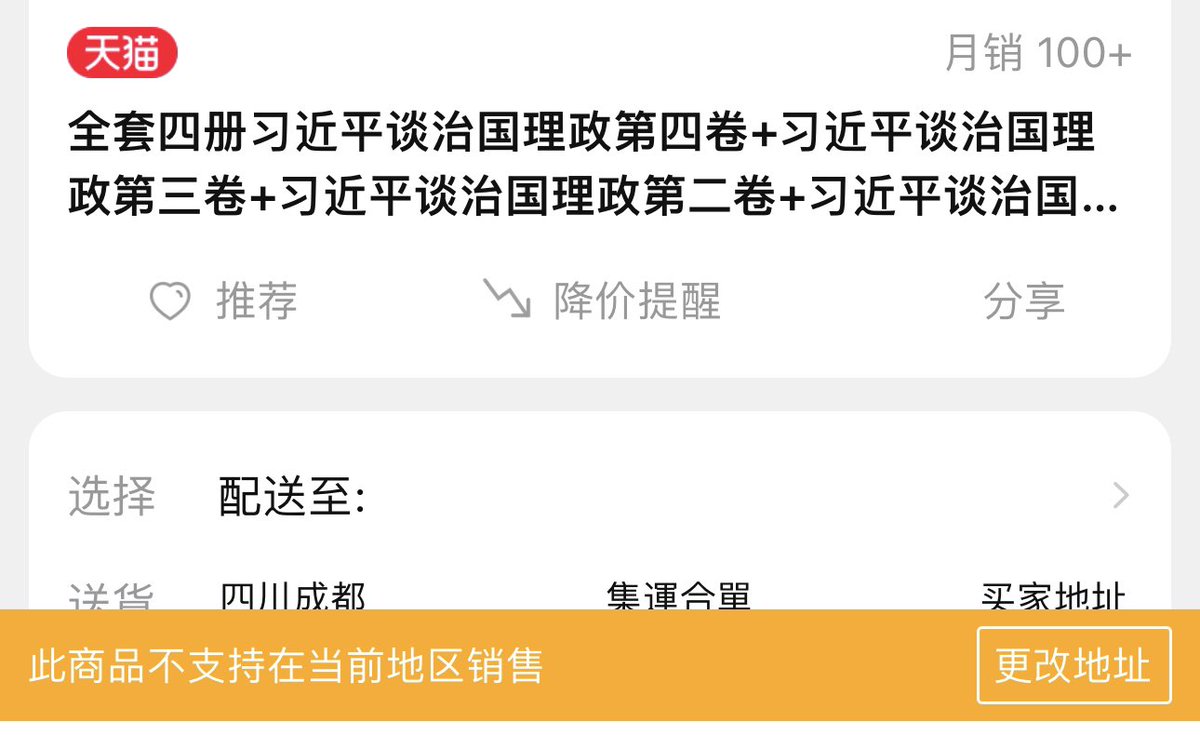 天猫
月销 100+
全套四册习近平谈治国理政第四卷+习近平谈治国理
政第三卷+习近平谈治国理政第二卷+习近平谈治国...
推荐
降价提醒
分享
选择
配送至:
送货
四川成都
集運合單
买家地址
此商品不支持在当前地区销售
更改地址